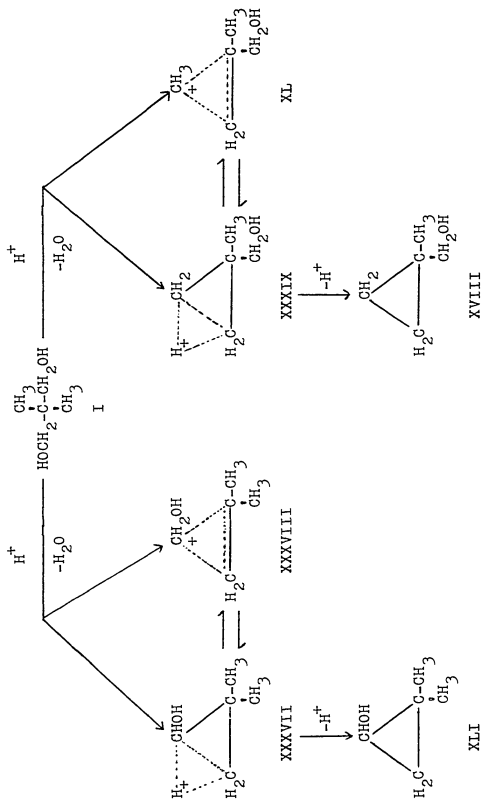 H+ CH3 H+
HOCH2-C-CH2OH
-H2O CH3 -H2O
I
H+ CHOH CH2OH H+ CH2 CH3
+ +
H2C C-CH3 H2C C-CH3 H2C C-CH3 H2C C-CH3
CH3 CH3 CH2OH CH2OH
XXXVII XXXVIII XXXIX XL
-H+ -H+
CHOH CH2
H2C C-CH3 H2C C-CH3
CH3 CH2OH
XLI XVIII